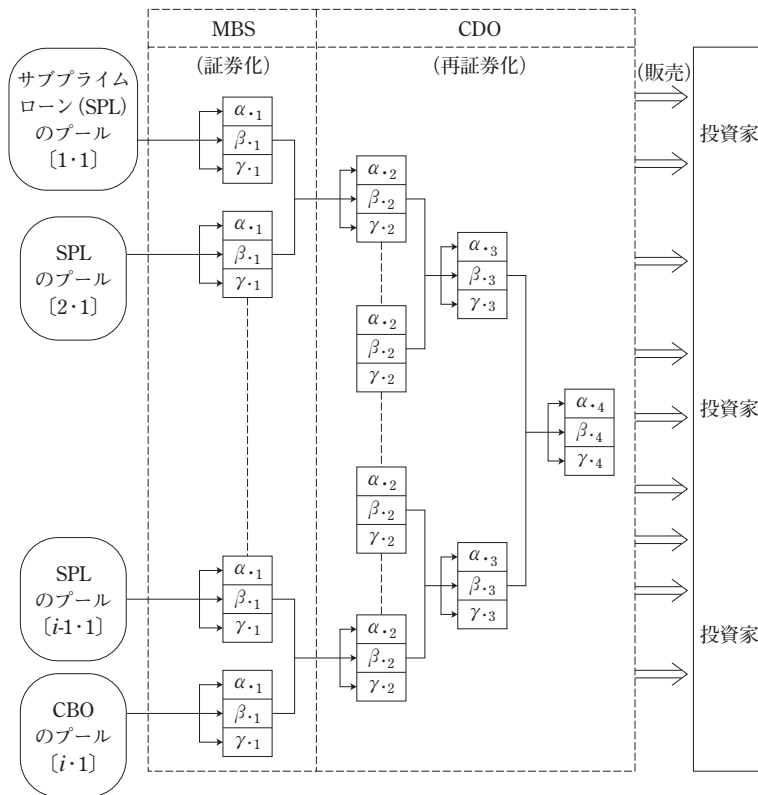 MBS
CDO
(証券化)
(再証券化)
(販売)
サブプライム
ローン(SPL)
のプール
〔1・1〕
α・1
β・1
γ・1
SPL
のプール
〔2・1〕
α・1
β・1
γ・1
SPL
のプール
〔i-1・1〕
α・1
β・1
γ・1
CBO
のプール
〔i・1〕
α・1
β・1
γ・1
α・2
β・2
γ・2
α・2
β・2
γ・2
α・2
β・2
γ・2
α・2
β・2
γ・2
α・3
β・3
γ・3
α・3
β・3
γ・3
α・4
β・4
γ・4
投資家
投資家
投資家